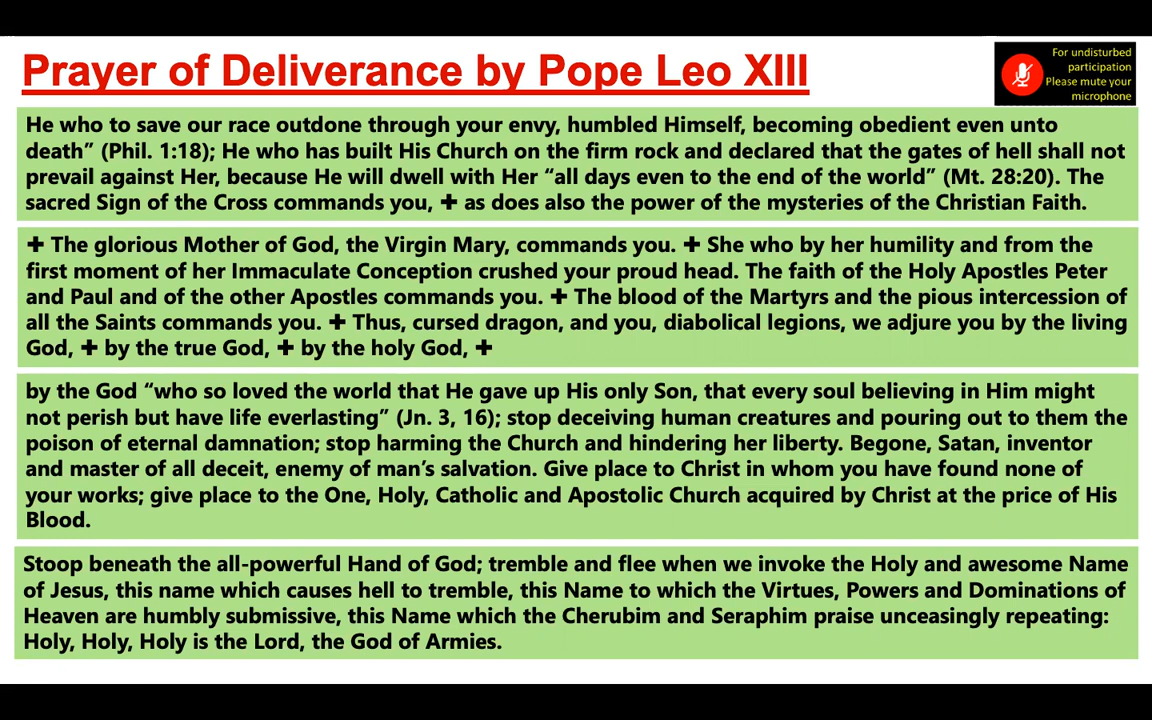 Prayer of Deliverance by Pope Leo XIII
For undisturbed
participation
Please mute your
microphone
He who to save our race outdone through your envy, humbled Himself, becoming obedient even unto
death” (Phil. 1:18); He who has built His Church on the firm rock and declared that the gates of hell shall not
prevail against Her, because He will dwell with Her “all days even to the end of the world” (Mt. 28:20). The
sacred Sign of the Cross commands you, ✚ as does also the power of the mysteries of the Christian Faith.
✚ The glorious Mother of God, the Virgin Mary, commands you. ✚ She who by her humility and from the
first moment of her Immaculate Conception crushed your proud head. The faith of the Holy Apostles Peter
and Paul and of the other Apostles commands you. ✚ The blood of the Martyrs and the pious intercession of
all the Saints commands you. ✚ Thus, cursed dragon, and you, diabolical legions, we adjure you by the living
God, ✚ by the true God, ✚ by the holy God, ✚
by the God “who so loved the world that He gave up His only Son, that every soul believing in Him might
not perish but have life everlasting” (Jn. 3, 16); stop deceiving human creatures and pouring out to them the
poison of eternal damnation; stop harming the Church and hindering her liberty. Begone, Satan, inventor
and master of all deceit, enemy of man’s salvation. Give place to Christ in whom you have found none of
your works; give place to the One, Holy, Catholic and Apostolic Church acquired by Christ at the price of His
Blood.
Stoop beneath the all-powerful Hand of God; tremble and flee when we invoke the Holy and awesome Name
of Jesus, this name which causes hell to tremble, this Name to which the Virtues, Powers and Dominations of
Heaven are humbly submissive, this Name which the Cherubim and Seraphim praise unceasingly repeating:
Holy, Holy, Holy is the Lord, the God of Armies.